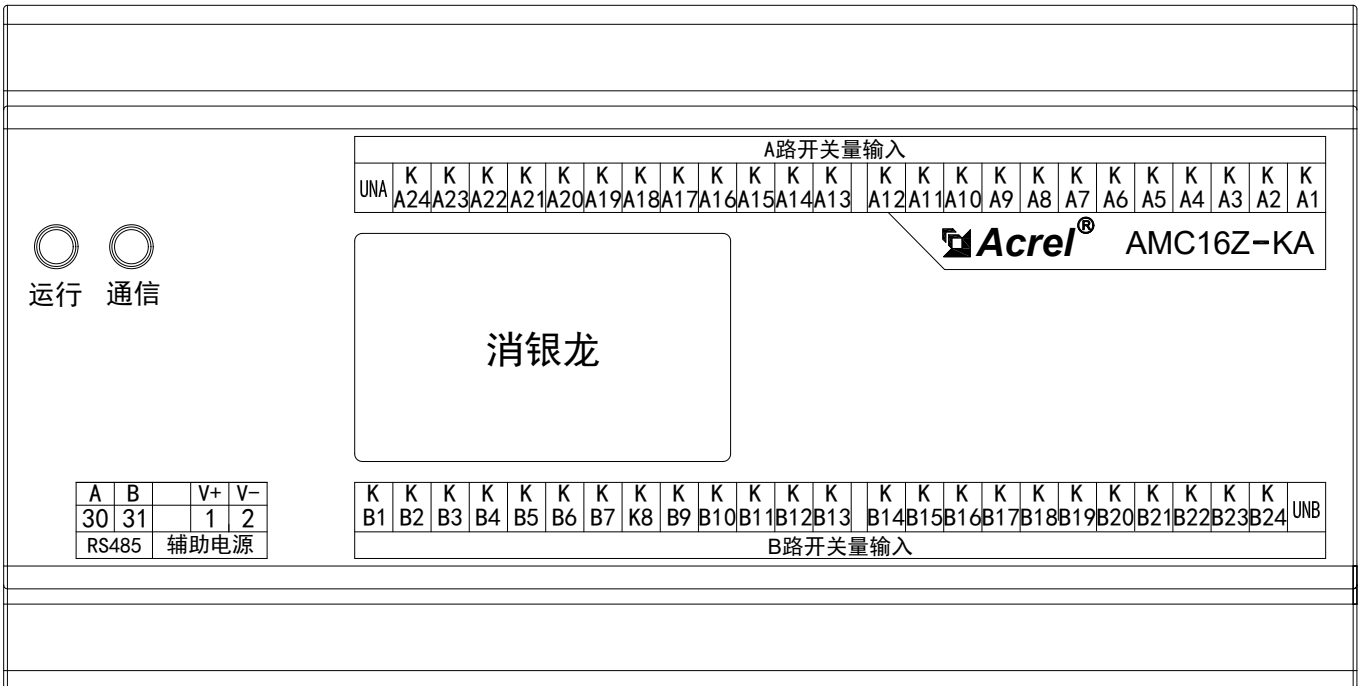 A路开关量输入
UNA K K K K K K K K K K K K K K K K K K K K K K K K
A24 A23 A22 A21 A20 A19 A18 A17 A16 A15 A14 A13 A12 A11 A10 A9 A8 A7 A6 A5 A4 A3 A2 A1
Acrel® AMC16Z-KA
运行 通信
消银龙
A B V+ V-
30 31 1 2
RS485 辅助电源
K K K K K K K K K K K K K K K K K K K K K K K K UNB
B1 B2 B3 B4 B5 B6 B7 K8 B9 B10 B11 B12 B13 B14 B15 B16 B17 B18 B19 B20 B21 B22 B23 B24
B路开关量输入